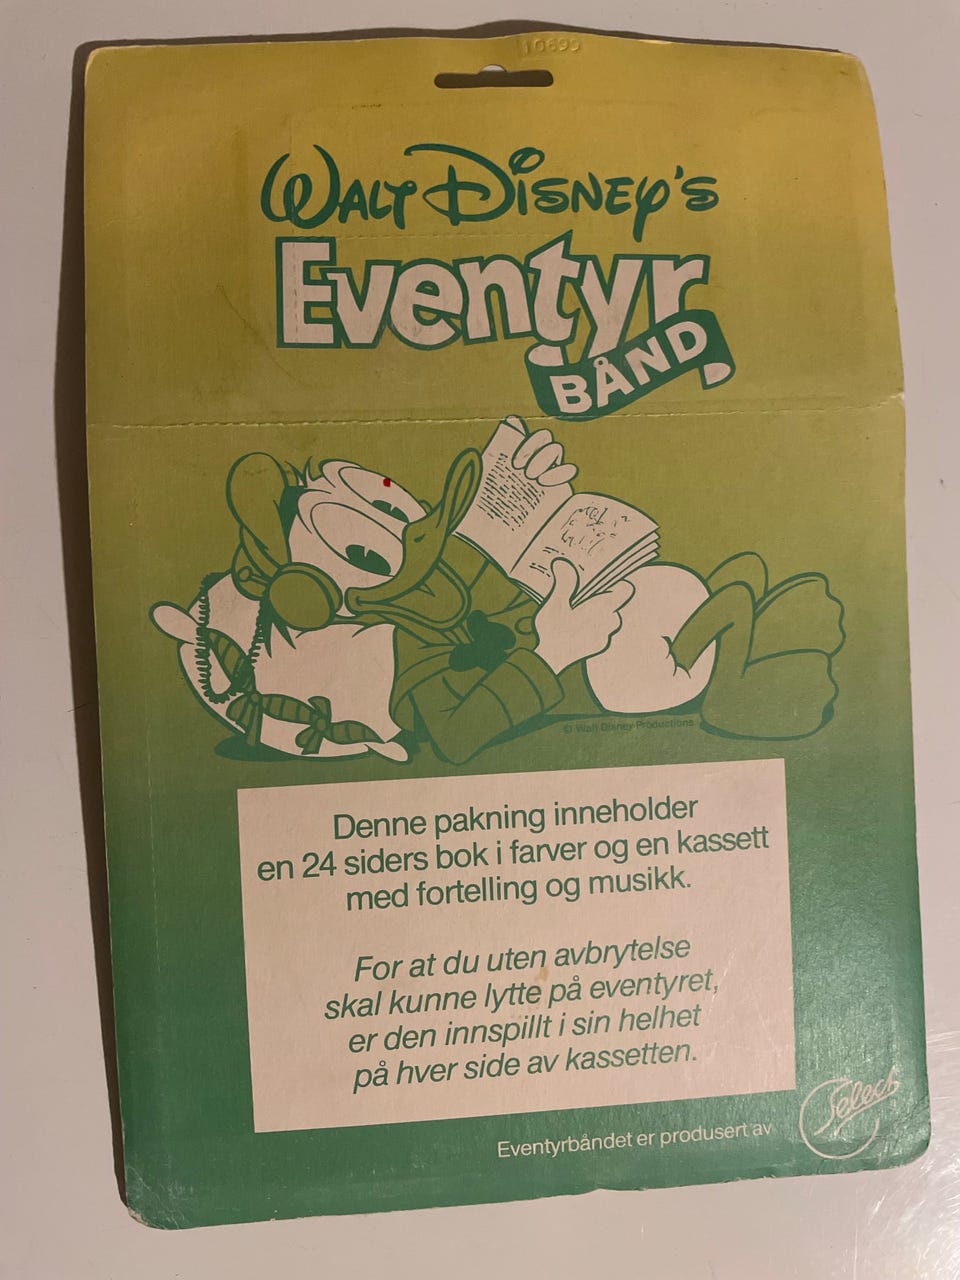 10699
WALT DISNEY'S
Eventyr
BÅND
© Walt Disney Productions
Denne pakning inneholder
en 24 siders bok i farver og en kassett
med fortelling og musikk.
For at du uten avbrytelse
skal kunne lytte på eventyret,
er den innspillt i sin helhet
på hver side av kassetten.
Eventyrbåndet er produsert av
Select